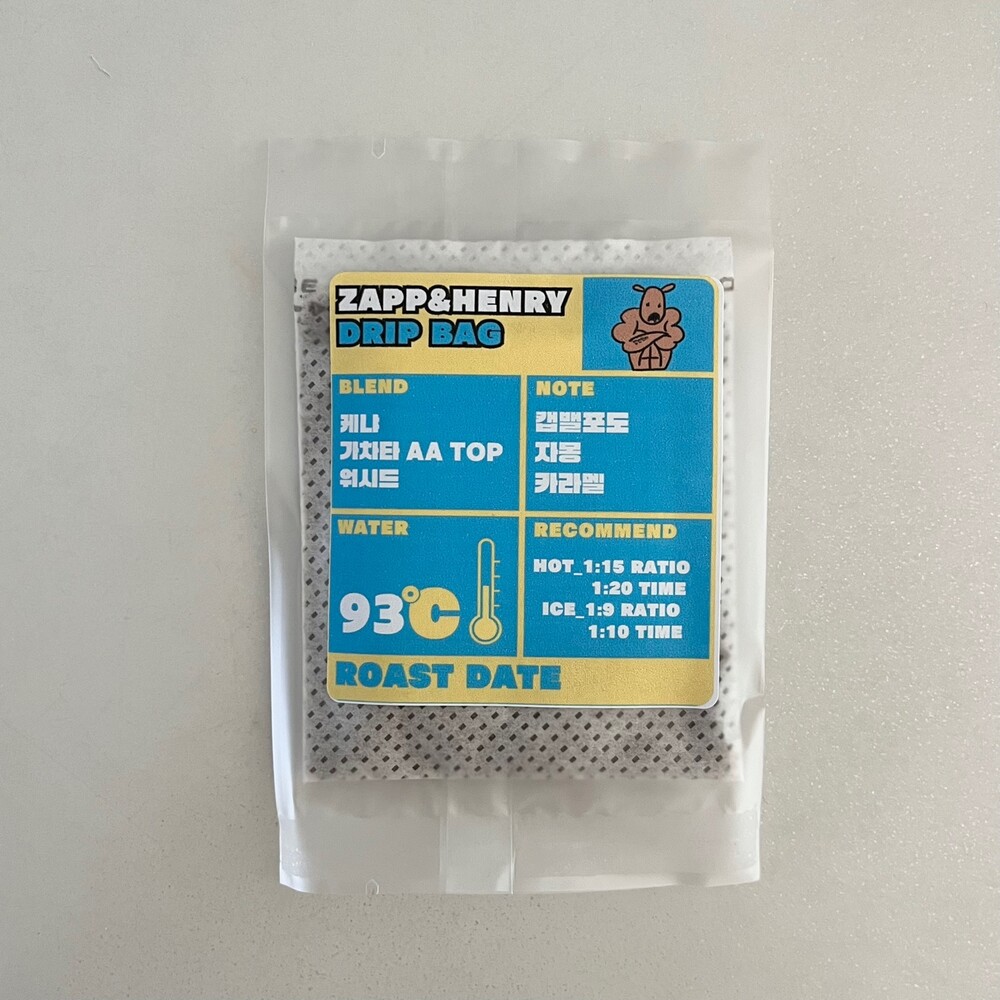 ZAPP&HENRY
DRIP BAG
BLEND
케냐
가차타 AA TOP
워시드
NOTE
캠벨포도
자몽
카라멜
WATER
93°C
RECOMMEND
HOT_1:15 RATIO
1:20 TIME
ICE_1:9 RATIO
1:10 TIME
ROAST DATE